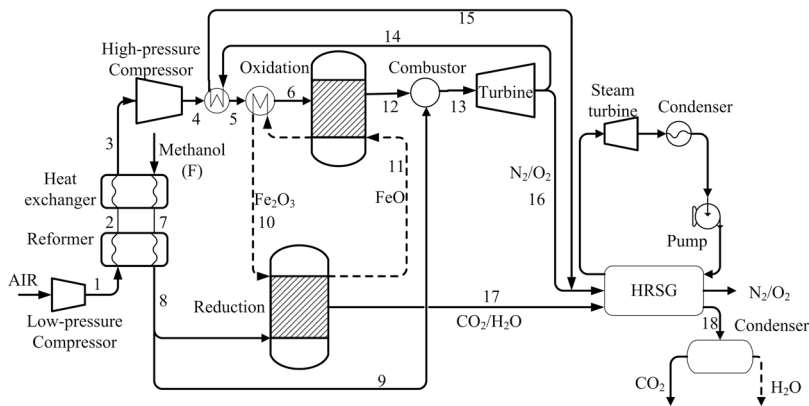 15
High-pressure
Compressor
14
Oxidation
Combustor
Turbine
Steam
turbine
Condenser
4
5
6
12
13
3
Methanol
(F)
11
N₂/O₂
16
Heat
exchanger
Fe₂O₃
10
FeO
2
7
Reformer
Pump
AIR
1
8
Low-pressure
Compressor
Reduction
17
CO₂/H₂O
HRSG
N₂/O₂
18
Condenser
9
CO₂
H₂O